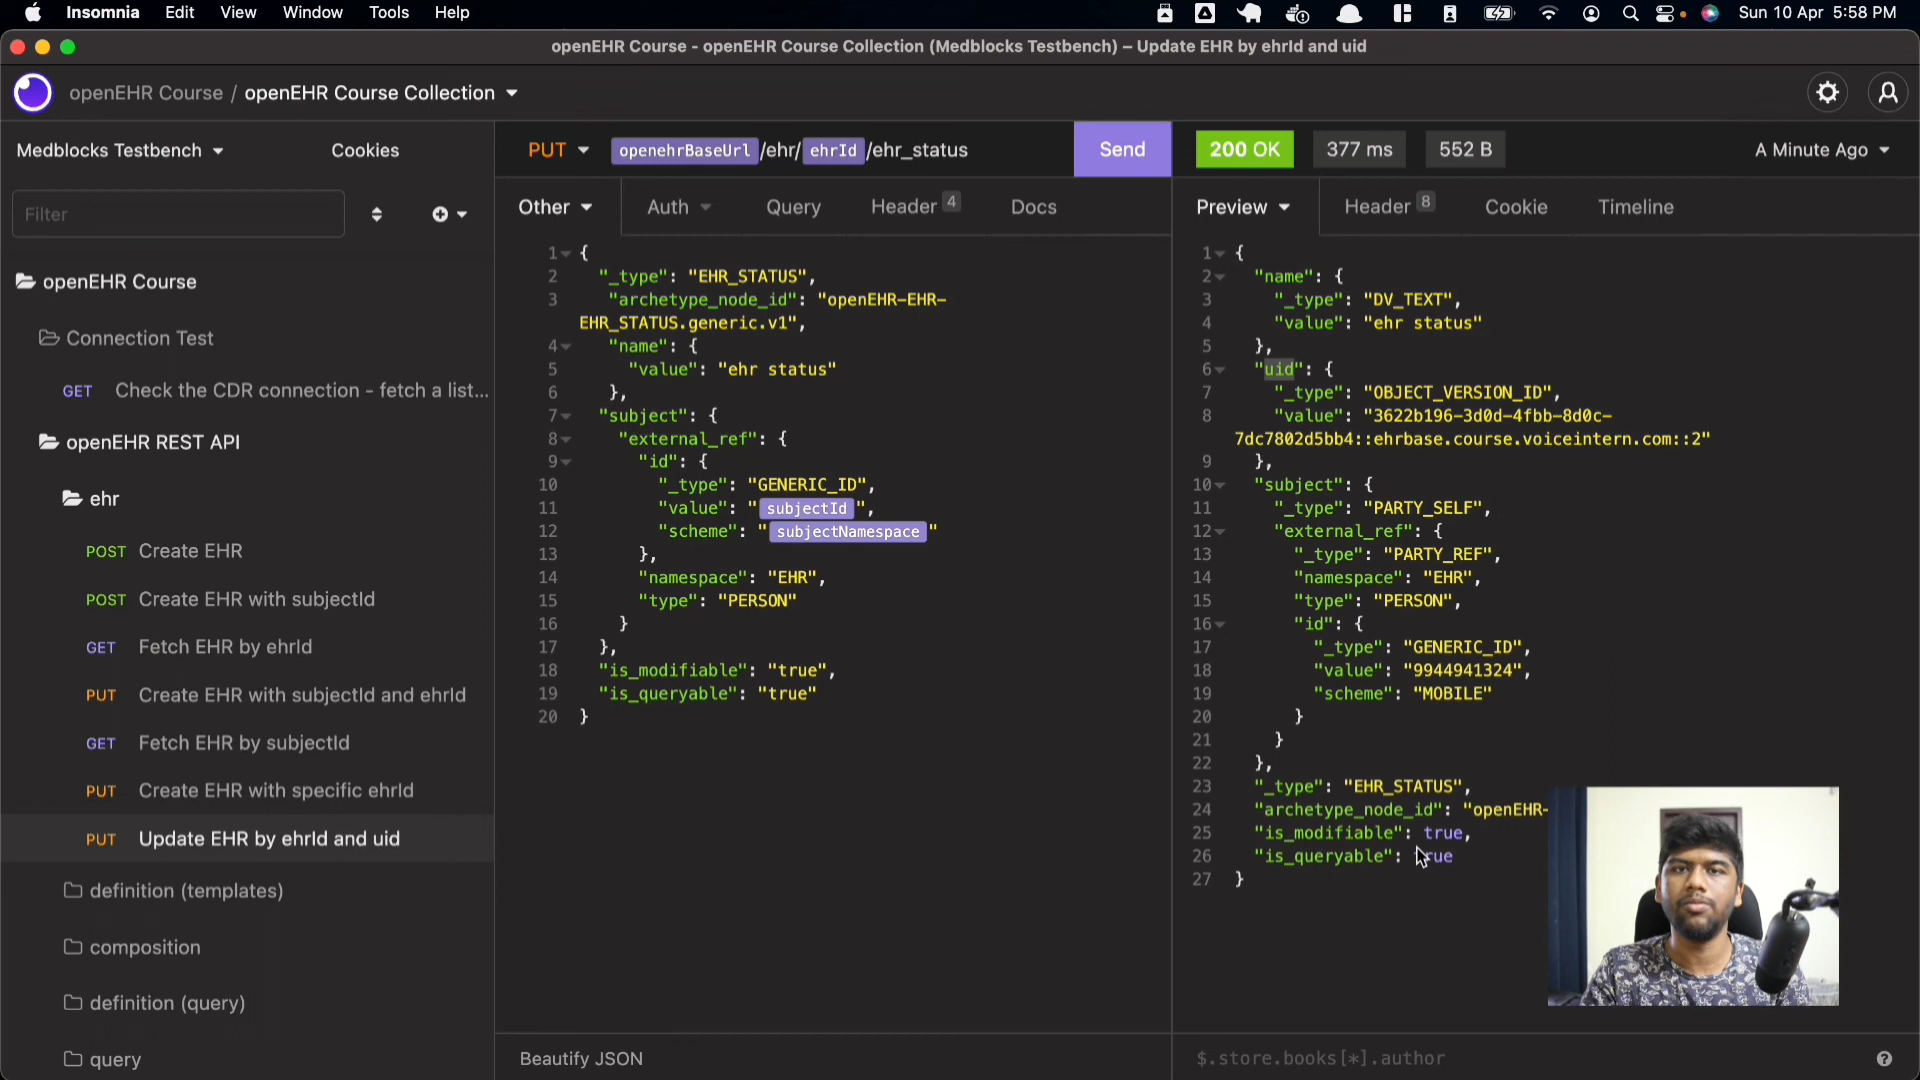 Insomnia Edit View Window Tools Help Sun 10 Apr 5:58 PM
openEHR Course - openEHR Course Collection (Medblocks Testbench) – Update EHR by ehrId and uid
openEHR Course / openEHR Course Collection
Medblocks Testbench Cookies
Filter
openEHR Course
Connection Test
GET Check the CDR connection - fetch a list...
openEHR REST API
ehr
POST Create EHR
POST Create EHR with subjectId
GET Fetch EHR by ehrId
PUT Create EHR with subjectId and ehrId
GET Fetch EHR by subjectId
PUT Create EHR with specific ehrId
PUT Update EHR by ehrId and uid
definition (templates)
composition
definition (query)
query
PUT openehrBaseUrl /ehr/ ehrId /ehr_status Send
Other Auth Query Header 4 Docs
1 {
2 "_type": "EHR_STATUS",
3 "archetype_node_id": "openEHR-EHR-
EHR_STATUS.generic.v1",
4 "name": {
5 "value": "ehr status"
6 },
7 "subject": {
8 "external_ref": {
9 "id": {
10 "_type": "GENERIC_ID",
11 "value": " subjectId ",
12 "scheme": " subjectNamespace "
13 },
14 "namespace": "EHR",
15 "type": "PERSON"
16 }
17 },
18 "is_modifiable": "true",
19 "is_queryable": "true"
20 }
Beautify JSON
200 OK 377 ms 552 B A Minute Ago
Preview Header 8 Cookie Timeline
1 {
2 "name": {
3 "_type": "DV_TEXT",
4 "value": "ehr status"
5 },
6 "uid": {
7 "_type": "OBJECT_VERSION_ID",
8 "value": "3622b196-3d0d-4fbb-8d0c-
7dc7802d5bb4::ehrbase.course.voiceintern.com::2"
9 },
10 "subject": {
11 "_type": "PARTY_SELF",
12 "external_ref": {
13 "_type": "PARTY_REF",
14 "namespace": "EHR",
15 "type": "PERSON",
16 "id": {
17 "_type": "GENERIC_ID",
18 "value": "9944941324",
19 "scheme": "MOBILE"
20 }
21 }
22 },
23 "_type": "EHR_STATUS",
24 "archetype_node_id": "openEHR-
25 "is_modifiable": true,
26 "is_queryable": true
27 }
$.store.books[*].author